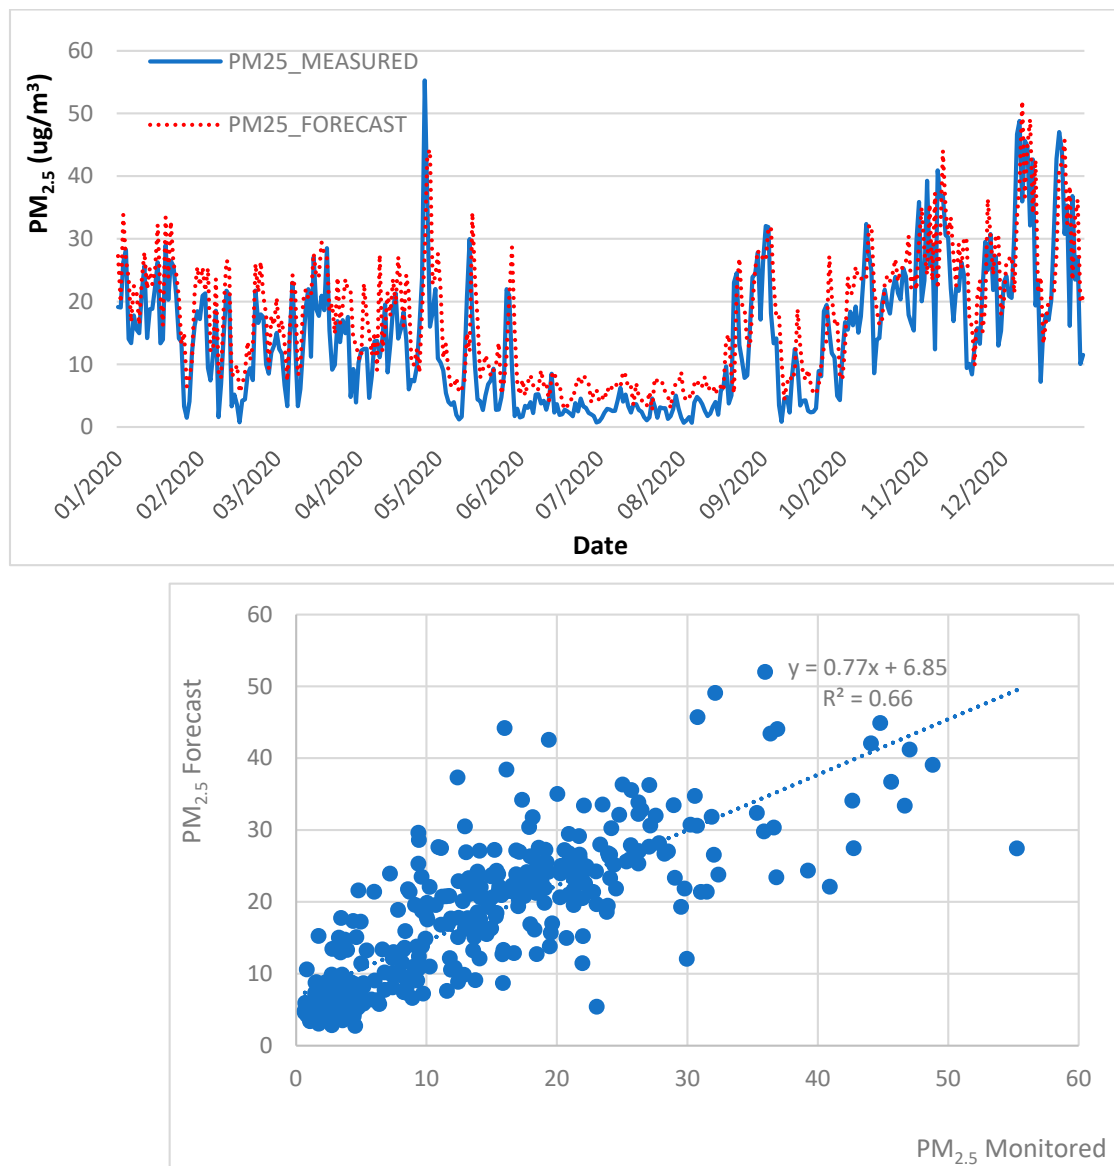 60
50
40
30
20
10
0
PM2.5 (ug/m³)
PM25_MEASURED
PM25_FORECAST
01/2020 02/2020 03/2020 04/2020 05/2020 06/2020 07/2020 08/2020 09/2020 10/2020 11/2020 12/2020
Date
60
50
40
30
20
10
0
PM2.5 Forecast
y = 0.77x + 6.85
R² = 0.66
0 10 20 30 40 50 60
PM2.5 Monitored